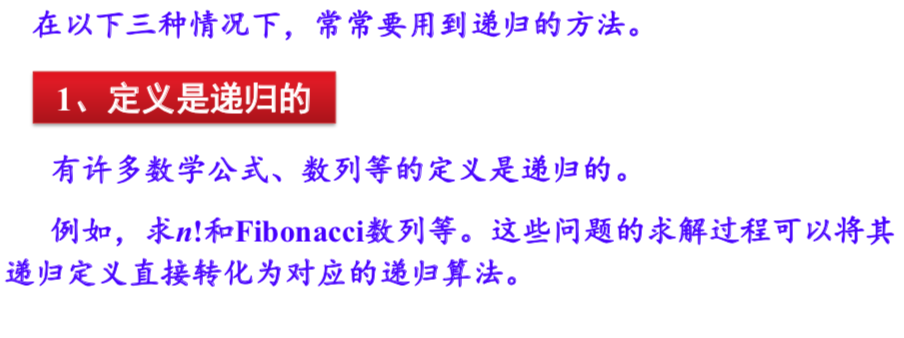 在以下三种情况下，常常要用到递归的方法。
1、定义是递归的
有许多数学公式、数列等的定义是递归的。
例如，求n!和Fibonacci数列等。这些问题的求解过程可以将其
递归定义直接转化为对应的递归算法。